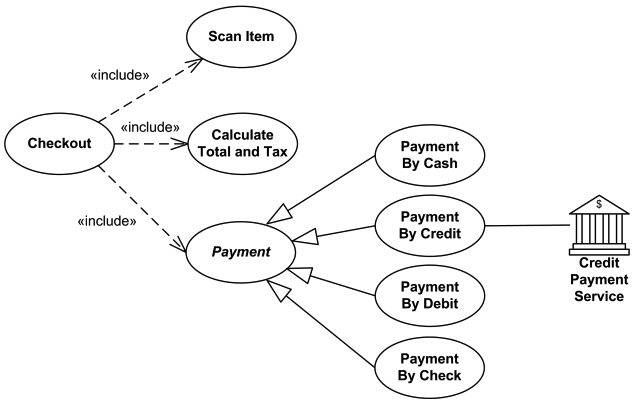 Scan Item
«include»
Checkout
«include»
Calculate
Total and Tax
«include»
Payment
Payment
By Cash
Payment
By Credit
Payment
By Debit
Payment
By Check
$
Credit
Payment
Service